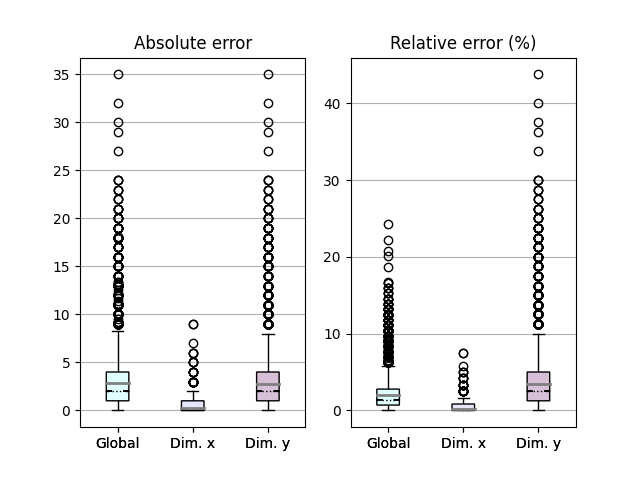 Absolute error
Relative error (%)
35
30
25
20
15
10
5
0
40
30
20
10
0
Global
Dim. x
Dim. y
Global
Dim. x
Dim. y